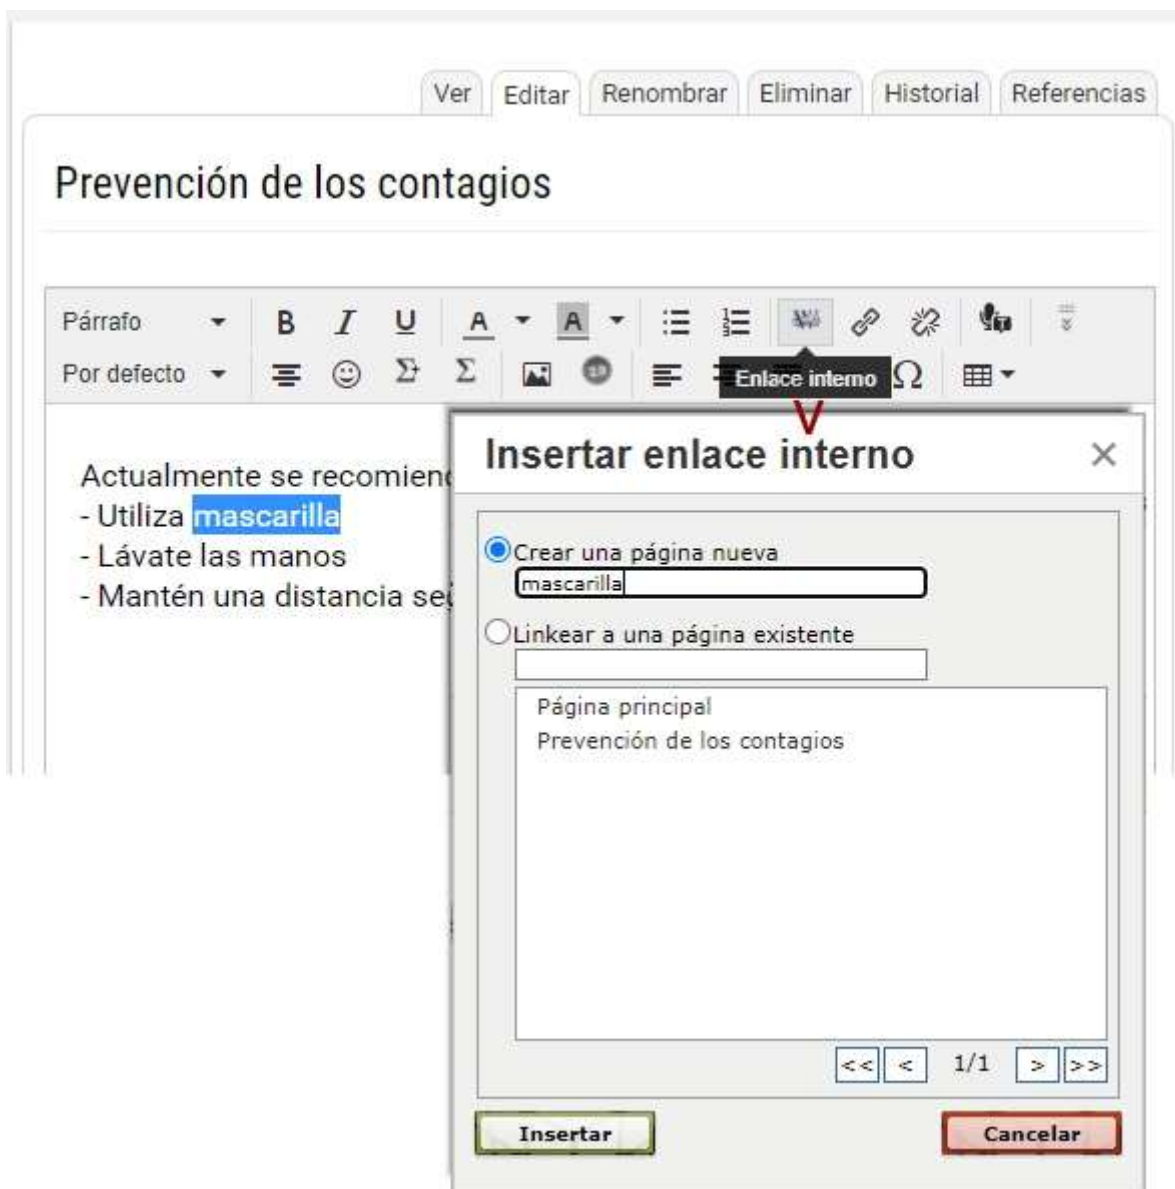 Ver Editar Renombrar Eliminar Historial Referencias
Prevención de los contagios
Párrafo B I U A A
Por defecto Σ Ω
Enlace interno
V
Actualmente se
- Utiliza mascarilla
- Lávate las manos
- Mantén una distancia
Insertar enlace interno ×
Crear una página nueva
mascarilla
Linkear a una página existente
Página principal
Prevención de los contagios
<< < 1/1 > >>
Insertar Cancelar